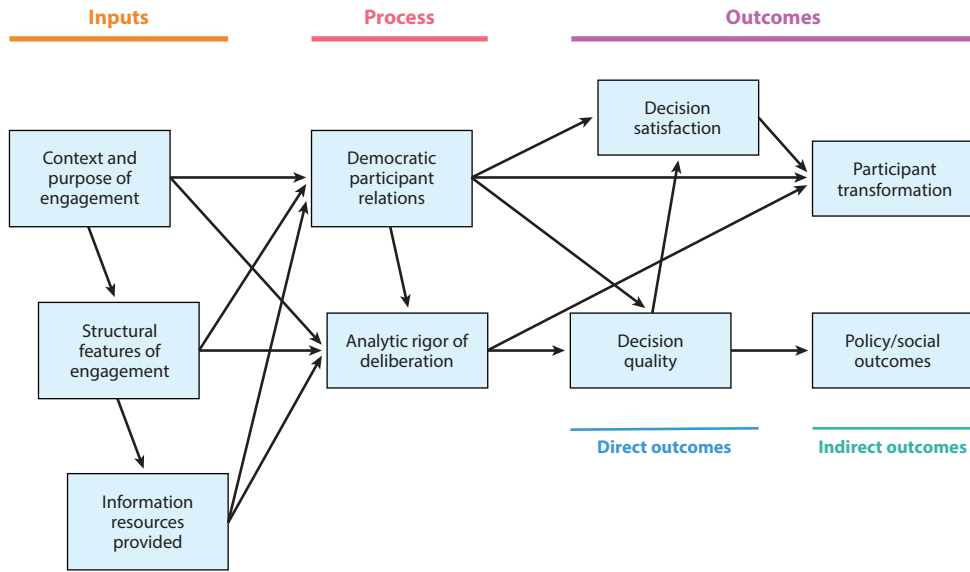 Inputs
Process
Outcomes
Context and
purpose of
engagement
Structural
features of
engagement
Information
resources
provided
Democratic
participant
relations
Analytic rigor of
deliberation
Decision
satisfaction
Decision
quality
Participant
transformation
Policy/social
outcomes
Direct outcomes
Indirect outcomes